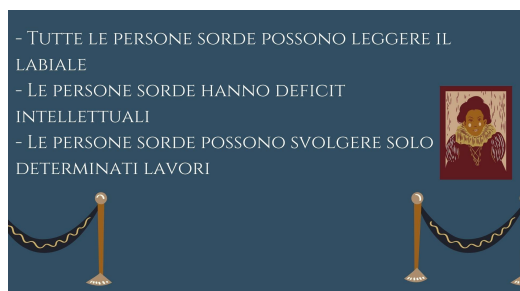 - Tutte le persone sorde possono leggere il
labiale
- Le persone sorde hanno deficit
intellettuali
- Le persone sorde possono svolgere solo
determinati lavori